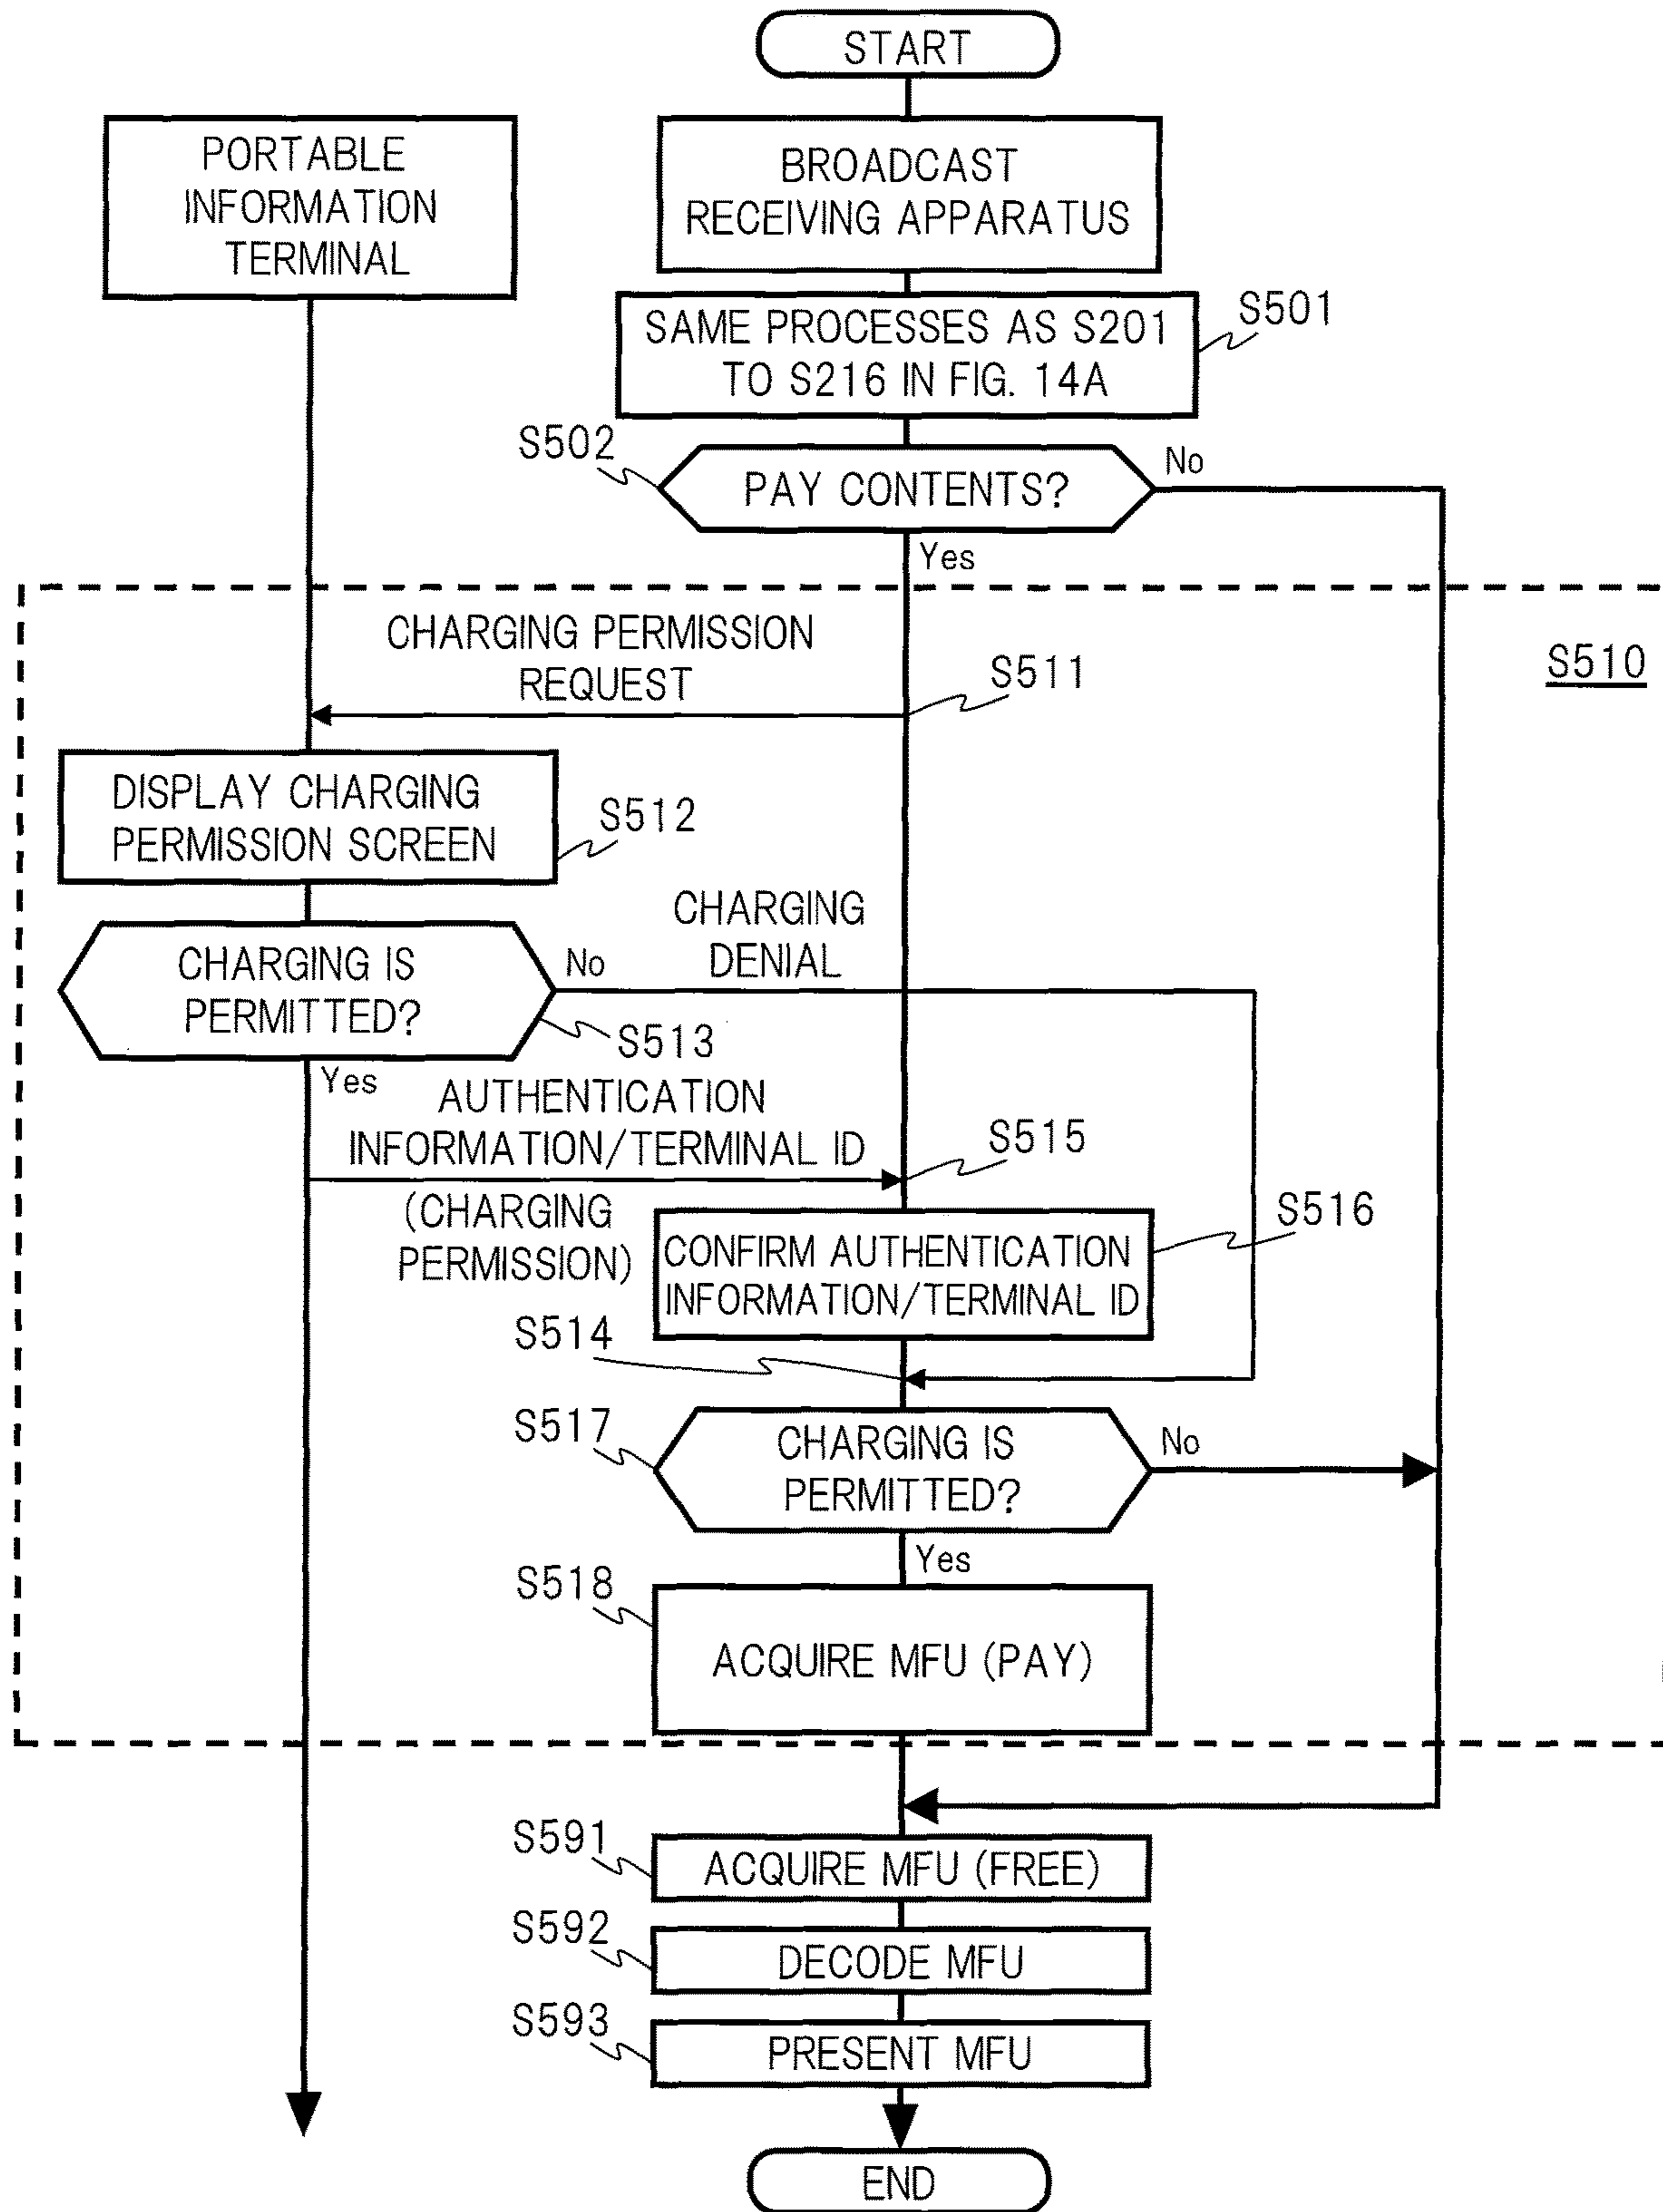 START
PORTABLE
INFORMATION
TERMINAL
BROADCAST
RECEIVING APPARATUS
SAME PROCESSES AS S201
TO S216 IN FIG. 14A
S501
S502
PAY CONTENTS?
No
Yes
CHARGING PERMISSION
REQUEST
S511
S510
DISPLAY CHARGING
PERMISSION SCREEN
S512
CHARGING
DENIAL
CHARGING IS
PERMITTED?
No
S513
Yes
AUTHENTICATION
INFORMATION/TERMINAL ID
S515
(CHARGING
PERMISSION)
CONFIRM AUTHENTICATION
INFORMATION/TERMINAL ID
S516
S514
S517
CHARGING IS
PERMITTED?
No
Yes
S518
ACQUIRE MFU (PAY)
S591
ACQUIRE MFU (FREE)
S592
DECODE MFU
S593
PRESENT MFU
END